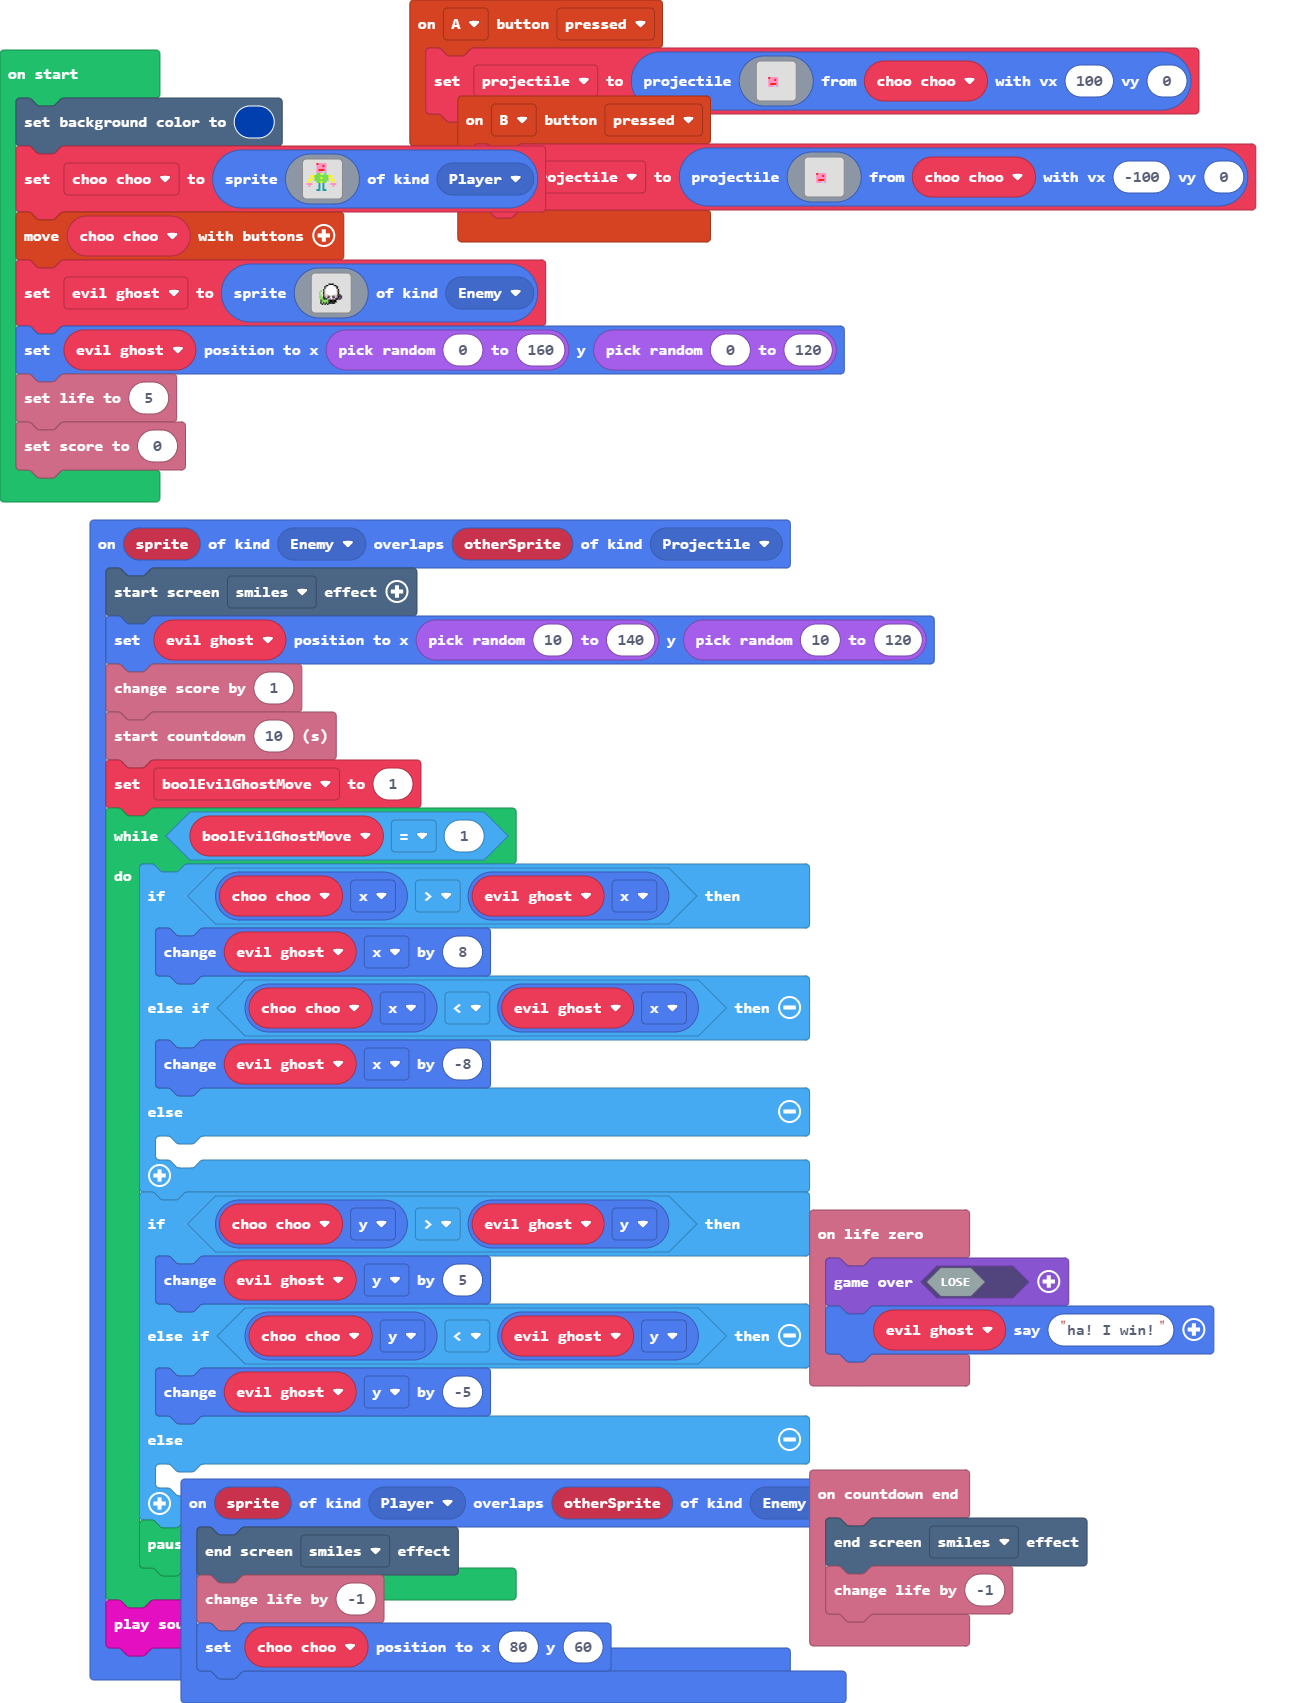 on A button pressed
set projectile to projectile from choo choo with vx 100 vy 0
on B button pressed
to projectile from choo choo with vx -100 vy 0
on start
set background color to
set choo choo to sprite of kind Player
move choo choo with buttons
set evil ghost to sprite of kind Enemy
set evil ghost position to x pick random 0 to 160 y pick random 0 to 120
set life to 5
set score to 0
on sprite of kind Enemy overlaps otherSprite of kind Projectile
start screen smiles effect
set evil ghost position to x pick random 10 to 140 y pick random 10 to 120
change score by 1
start countdown 10 (s)
set boolEvilGhostMove to 1
while boolEvilGhostMove = 1
do
if choo choo x > evil ghost x then
change evil ghost x by 8
else if choo choo x < evil ghost x then
change evil ghost x by -8
else
if choo choo y > evil ghost y then
change evil ghost y by 5
else if choo choo y < evil ghost y then
change evil ghost y by -5
else
play
on sprite of kind Player overlaps otherSprite of kind Enemy
end screen smiles effect
change life by -1
set choo choo position to x 80 y 60
on life zero
game over LOSE
evil ghost say "ha! I win!"
on countdown end
end screen smiles effect
change life by -1